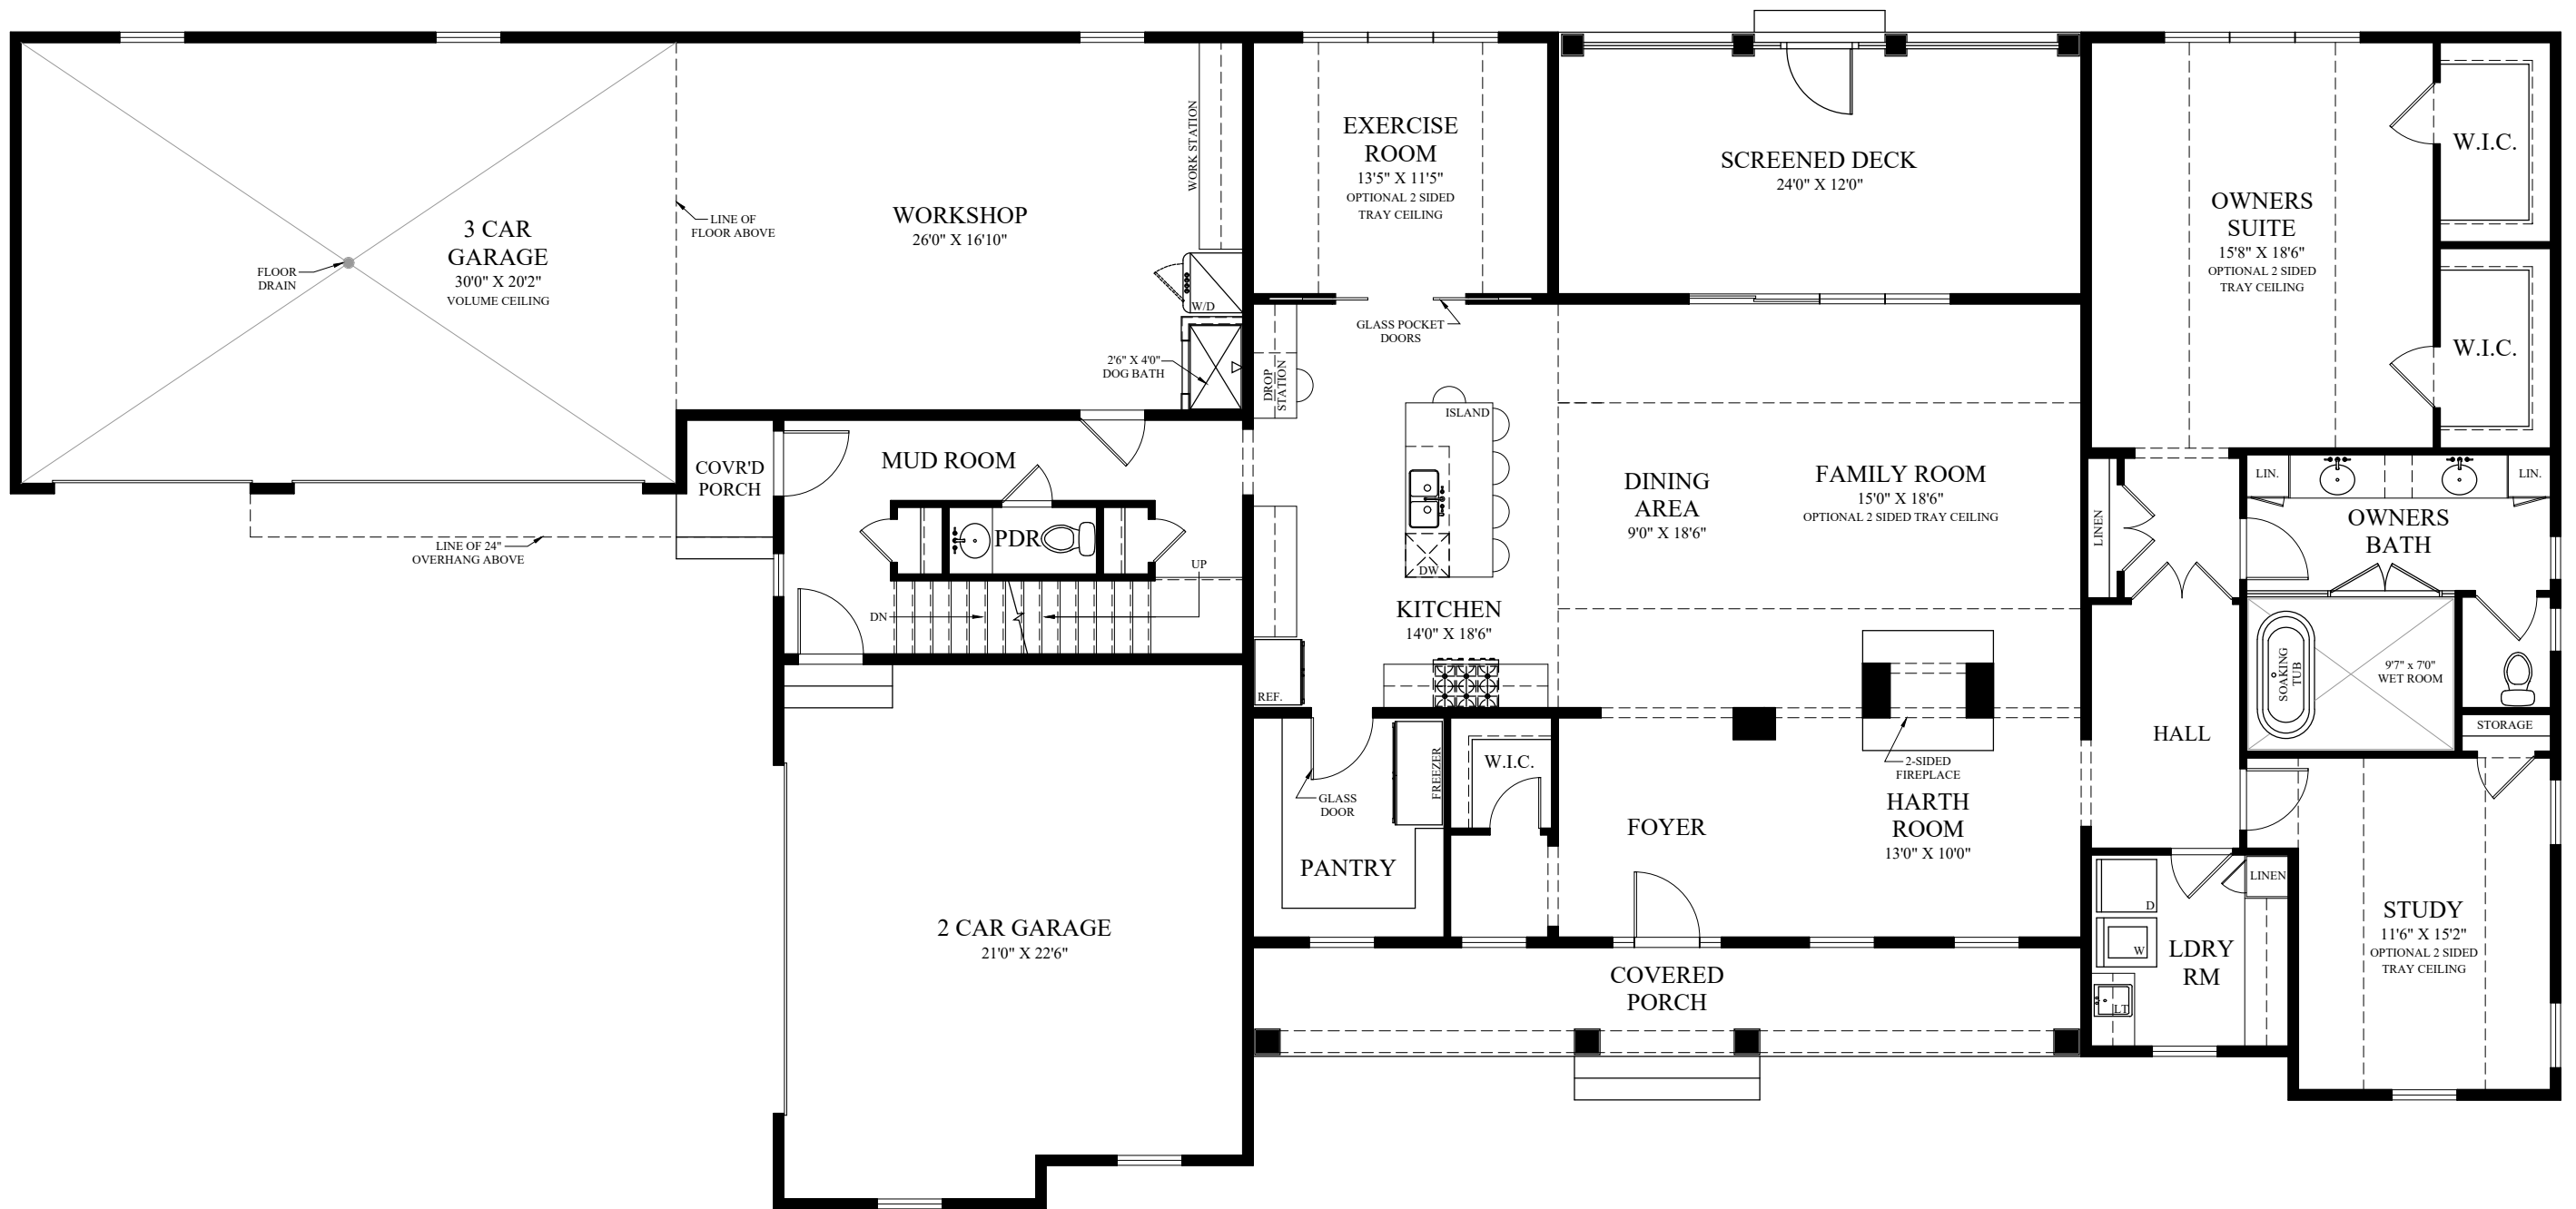 EXERCISE
ROOM
13'5" X 11'5"
OPTIONAL 2 SIDED
TRAY CEILING
SCREENED DECK
24'0" X 12'0"
W.I.C.
WORK STATION
WORKSHOP
26'0" X 16'10"
OWNERS
SUITE
15'8" X 18'6"
OPTIONAL 2 SIDED
TRAY CEILING
3 CAR
GARAGE
30'0" X 20'2"
VOLUME CEILING
LINE OF
FLOOR ABOVE
FLOOR
DRAIN
W/D
GLASS POCKET
DOORS
W.I.C.
2'6" X 4'0"
DOG BATH
DROP
STATION
ISLAND
MUD ROOM
COVR'D
PORCH
DINING
AREA
9'0" X 18'6"
FAMILY ROOM
15'0" X 18'6"
OPTIONAL 2 SIDED TRAY CEILING
LIN.
LIN.
LINEN
OWNERS
BATH
PDR
LINE OF 24"
OVERHANG ABOVE
UP
DW
DN
KITCHEN
14'0" X 18'6"
SOAKING
TUB
9'7" x 7'0"
WET ROOM
REF.
STORAGE
HALL
FREEZER
W.I.C.
2-SIDED
FIREPLACE
GLASS
DOOR
FOYER
HARTH
ROOM
13'0" X 10'0"
PANTRY
LINEN
D
2 CAR GARAGE
21'0" X 22'6"
STUDY
11'6" X 15'2"
OPTIONAL 2 SIDED
TRAY CEILING
W
LDRY
RM
COVERED
PORCH
LT